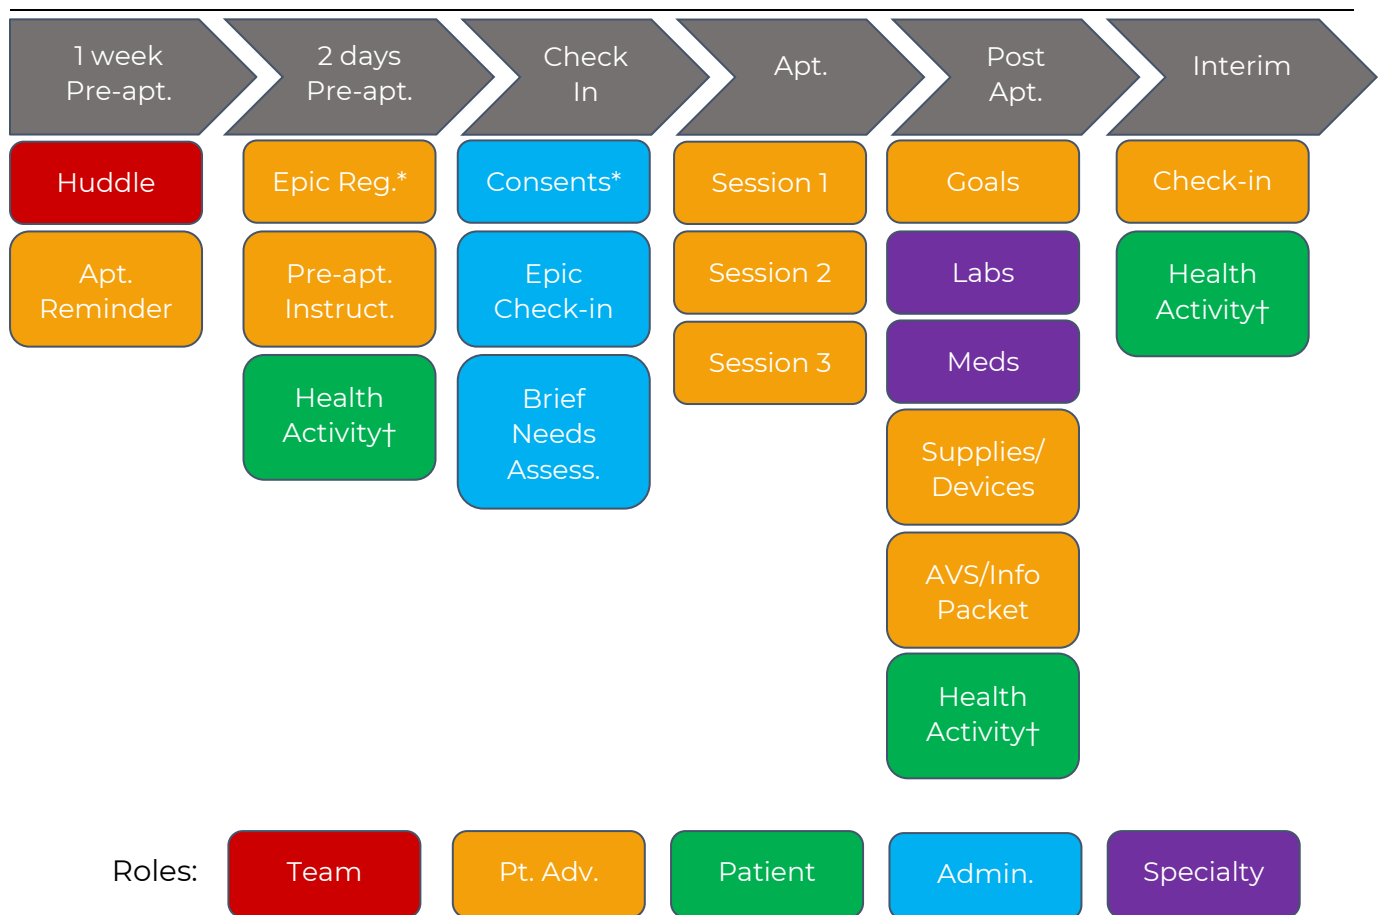 1 week
Pre-apt.
2 days
Pre-apt.
Check
In
Apt.
Post
Apt.
Interim
Huddle
Apt.
Reminder
Epic Reg.*
Pre-apt.
Instruct.
Health
Activity†
Consents*
Epic
Check-in
Brief
Needs
Assess.
Session 1
Session 2
Session 3
Goals
Labs
Meds
Supplies/
Devices
AVS/Info
Packet
Health
Activity†
Check-in
Health
Activity†
Roles:
Team
Pt. Adv.
Patient
Admin.
Specialty